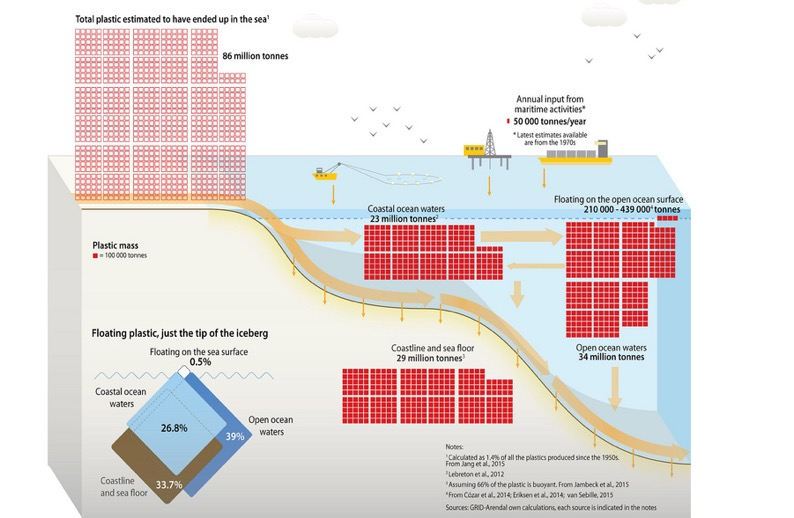 Total plastic estimated to have ended up in the sea¹
86 million tonnes
Annual input from
maritime activities*
50 000 tonnes/year
* Latest estimates available
are from the 1970s
Floating on the open ocean surface
210 000 - 439 000⁴ tonnes
Coastal ocean waters
23 million tonnes²
Plastic mass
= 100 000 tonnes
Floating plastic, just the tip of the iceberg
Floating on the sea surface
0.5%
Coastal ocean
waters
26.8%
Open ocean
waters
39%
Coastline
and sea floor
33.7%
Coastline and sea floor
29 million tonnes³
Open ocean waters
34 million tonnes
Notes:
¹ Calculated as 1.4% of all the plastics produced since the 1950s.
From Jang et al., 2015
² Lebreton et al., 2012
³ Assuming 66% of the plastic is buoyant. From Jambeck et al., 2015
⁴ From Cózar et al., 2014; Eriksen et al., 2014; van Sebille, 2015
Sources: GRID-Arendal own calculations, each source is indicated in the notes